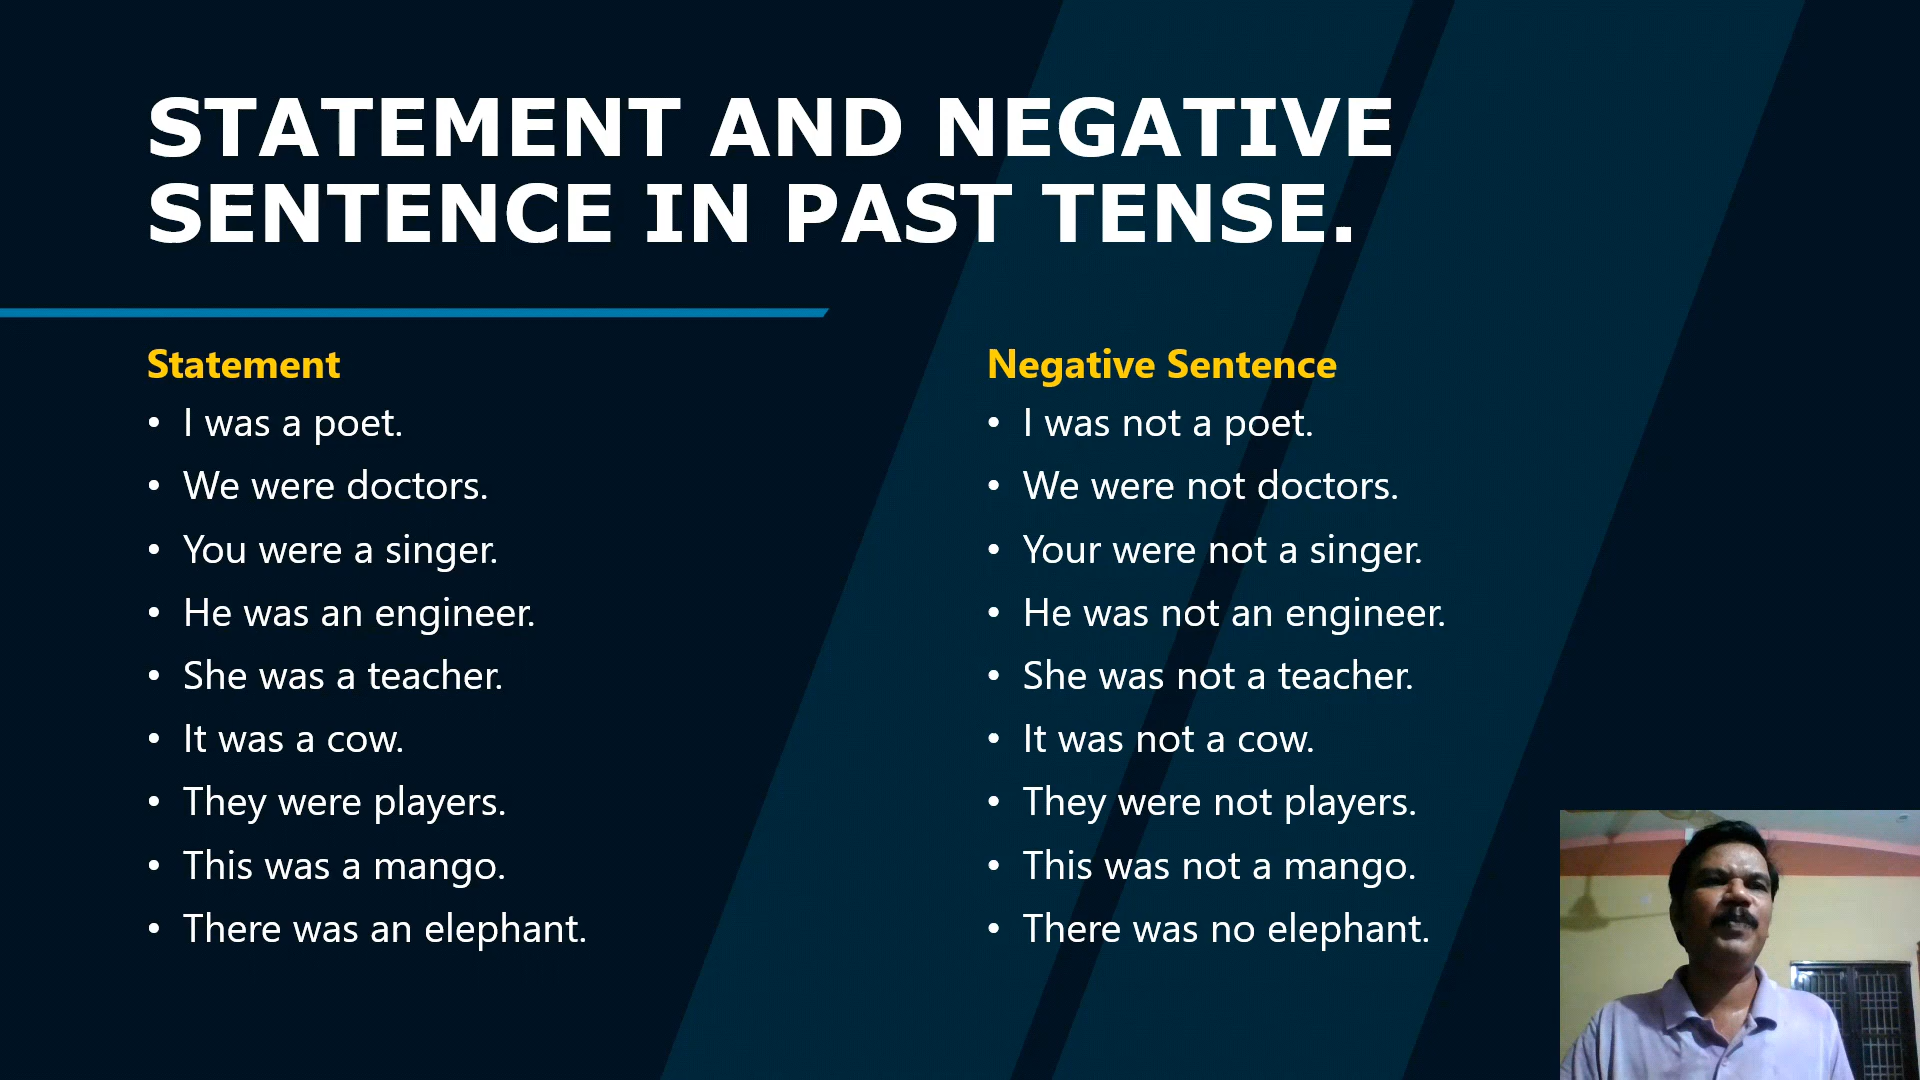 STATEMENT AND NEGATIVE
SENTENCE IN PAST TENSE.
Statement
• I was a poet.
• We were doctors.
• You were a singer.
• He was an engineer.
• She was a teacher.
• It was a cow.
• They were players.
• This was a mango.
• There was an elephant.
Negative Sentence
• I was not a poet.
• We were not doctors.
• Your were not a singer.
• He was not an engineer.
• She was not a teacher.
• It was not a cow.
• They were not players.
• This was not a mango.
• There was no elephant.